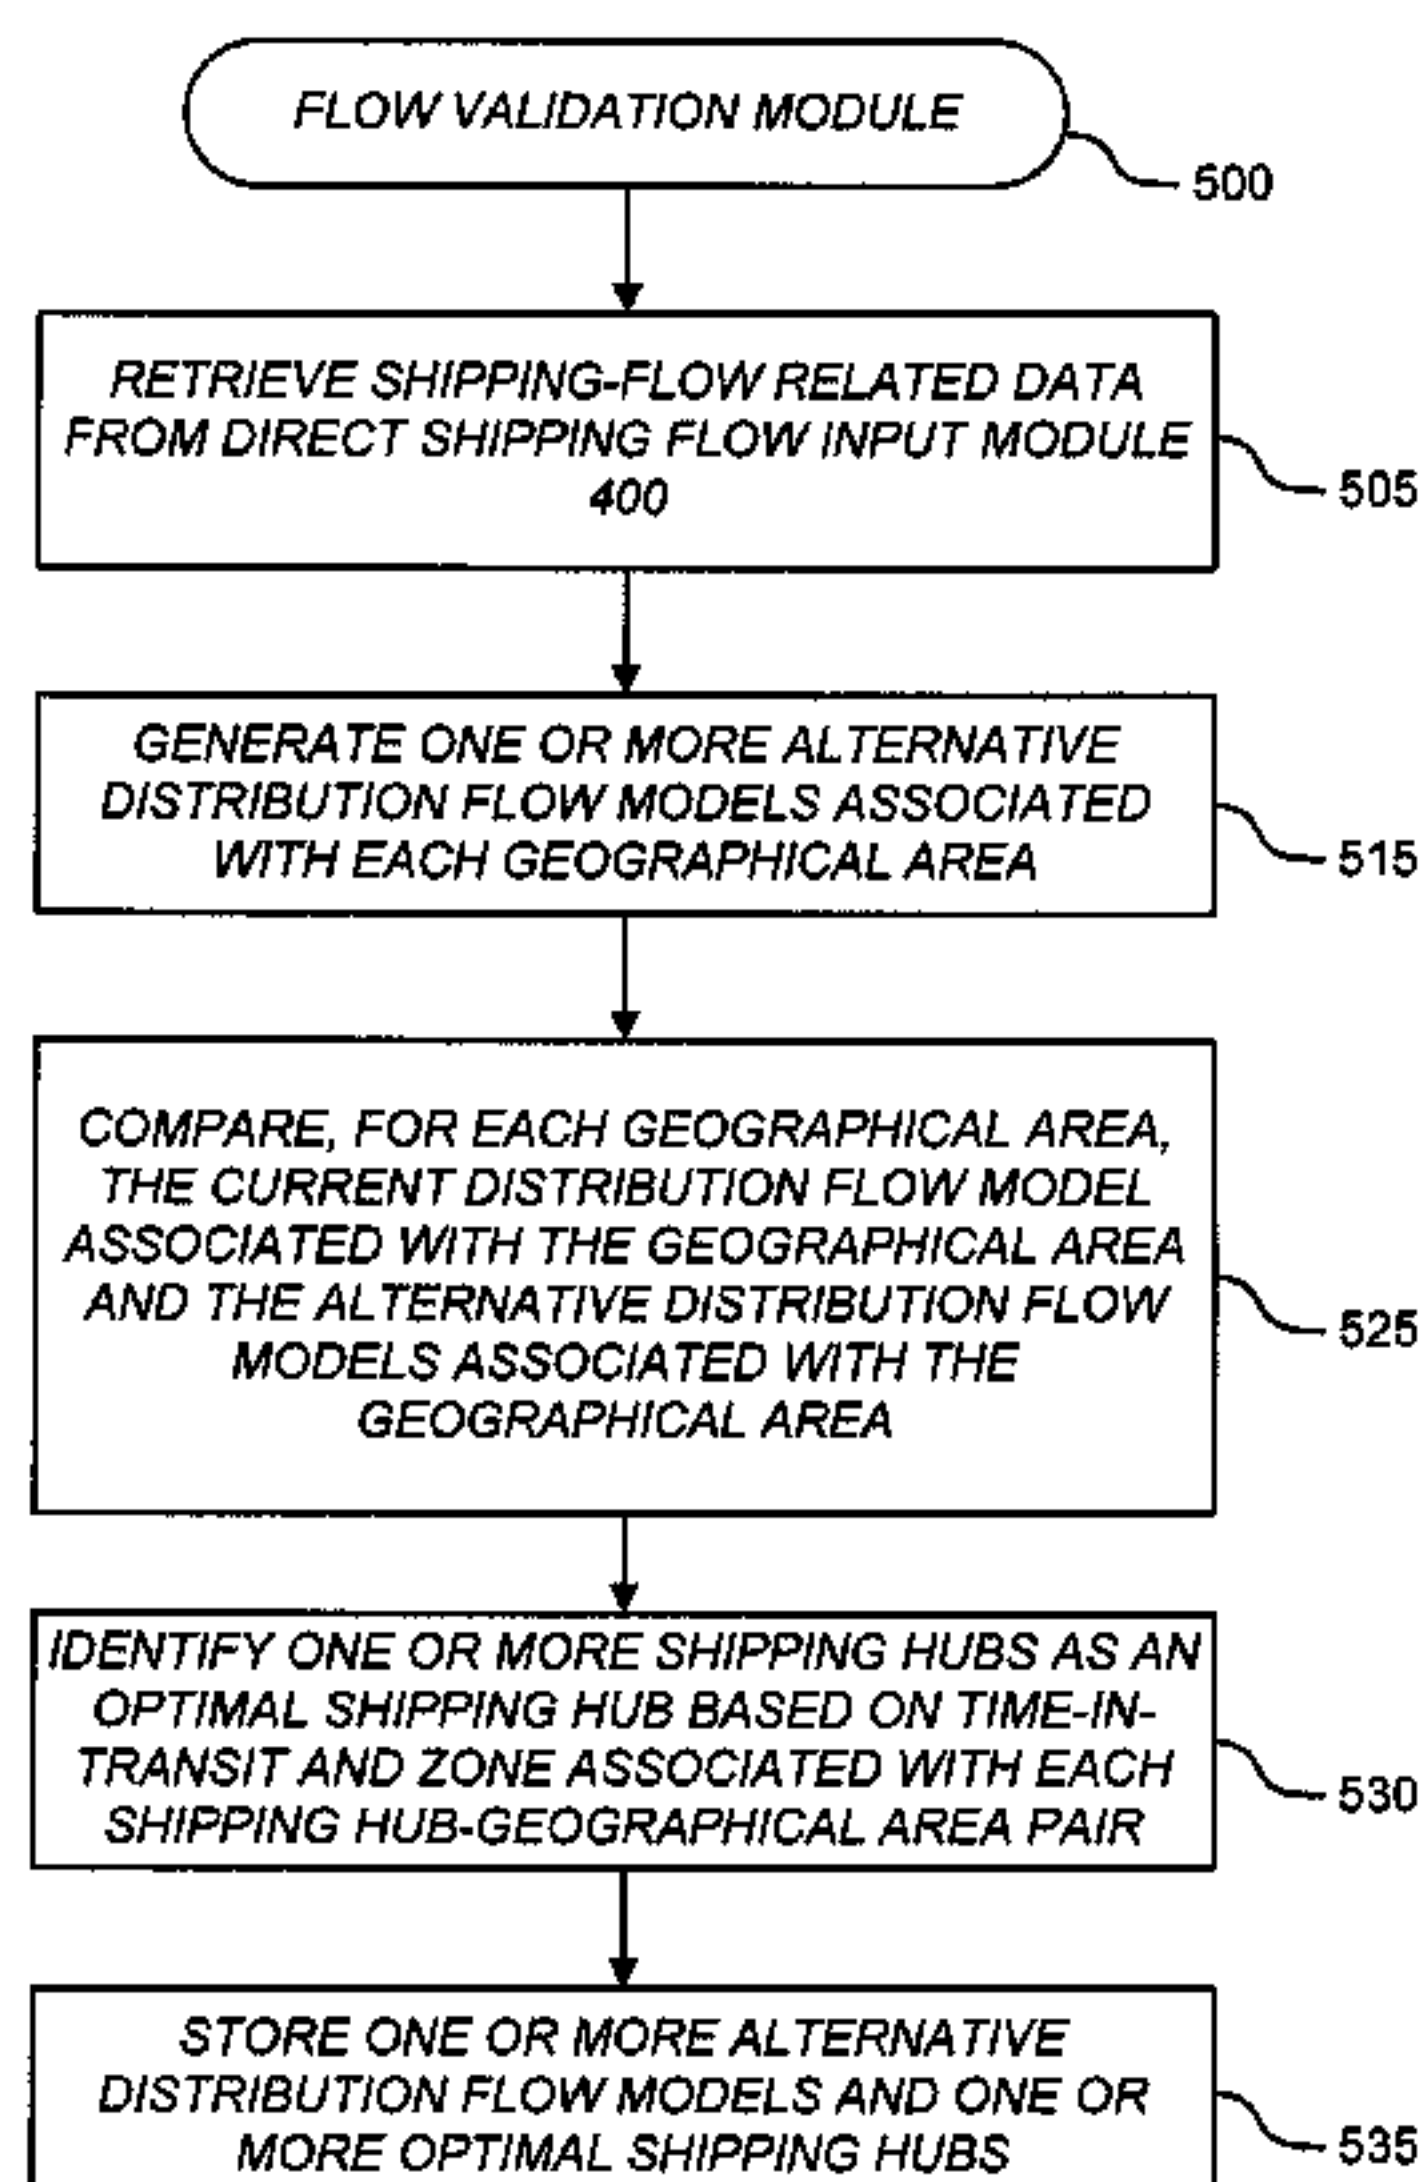 FLOW VALIDATION MODULE
500
RETRIEVE SHIPPING-FLOW RELATED DATA
FROM DIRECT SHIPPING FLOW INPUT MODULE
400
505
GENERATE ONE OR MORE ALTERNATIVE
DISTRIBUTION FLOW MODELS ASSOCIATED
WITH EACH GEOGRAPHICAL AREA
515
COMPARE, FOR EACH GEOGRAPHICAL AREA,
THE CURRENT DISTRIBUTION FLOW MODEL
ASSOCIATED WITH THE GEOGRAPHICAL AREA
AND THE ALTERNATIVE DISTRIBUTION FLOW
MODELS ASSOCIATED WITH THE
GEOGRAPHICAL AREA
525
IDENTIFY ONE OR MORE SHIPPING HUBS AS AN
OPTIMAL SHIPPING HUB BASED ON TIME-IN-
TRANSIT AND ZONE ASSOCIATED WITH EACH
SHIPPING HUB-GEOGRAPHICAL AREA PAIR
530
STORE ONE OR MORE ALTERNATIVE
DISTRIBUTION FLOW MODELS AND ONE OR
MORE OPTIMAL SHIPPING HUBS
535